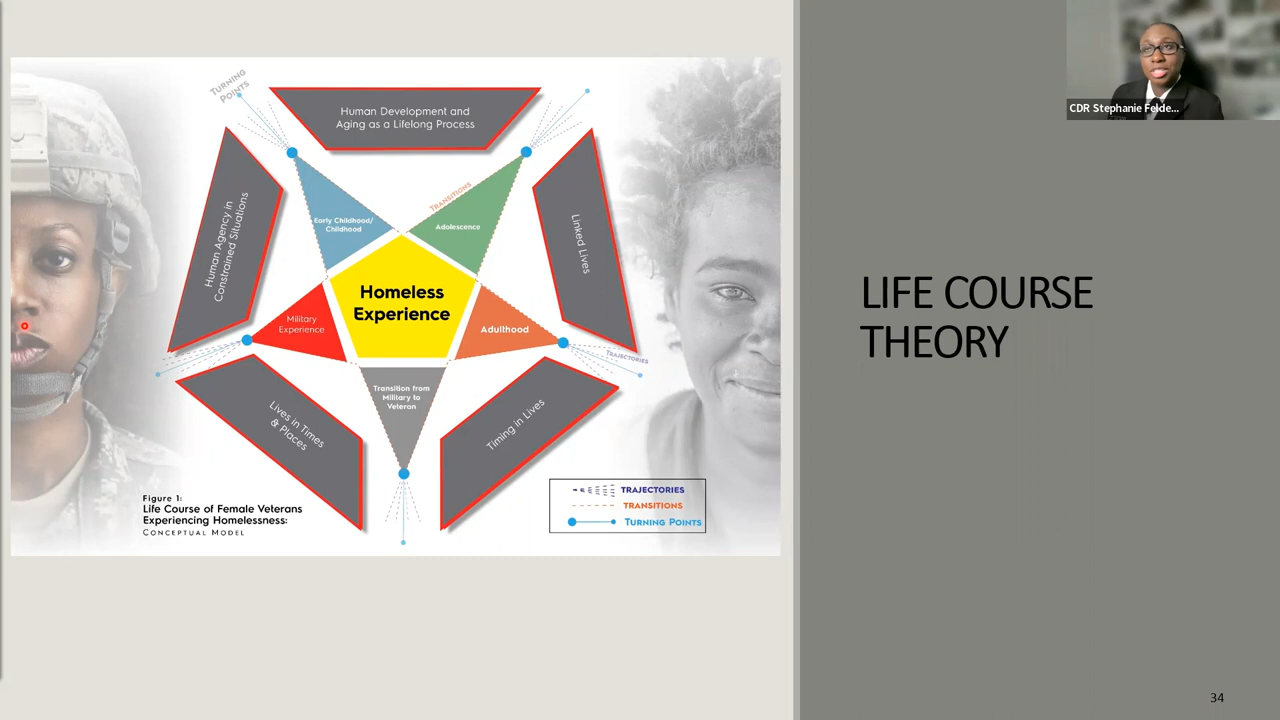 TURNING
POINTS
Human Development and
Aging as a Lifelong Process
CDR Stephanie Felde...
Human Agency in
Constrained Situations
Early Childhood/
Childhood
TRANSITIONS
Adolescence
Linked Lives
Homeless
Experience
Military
Experience
Adulthood
TRAJECTORIES
Transition from
Military to
Veteran
Lives in Times
& Places
Timing in Lives
Figure 1:
Life Course of Female Veterans
Experiencing Homelessness:
CONCEPTUAL MODEL
TRAJECTORIES
TRANSITIONS
TURNING POINTS
LIFE COURSE
THEORY
34